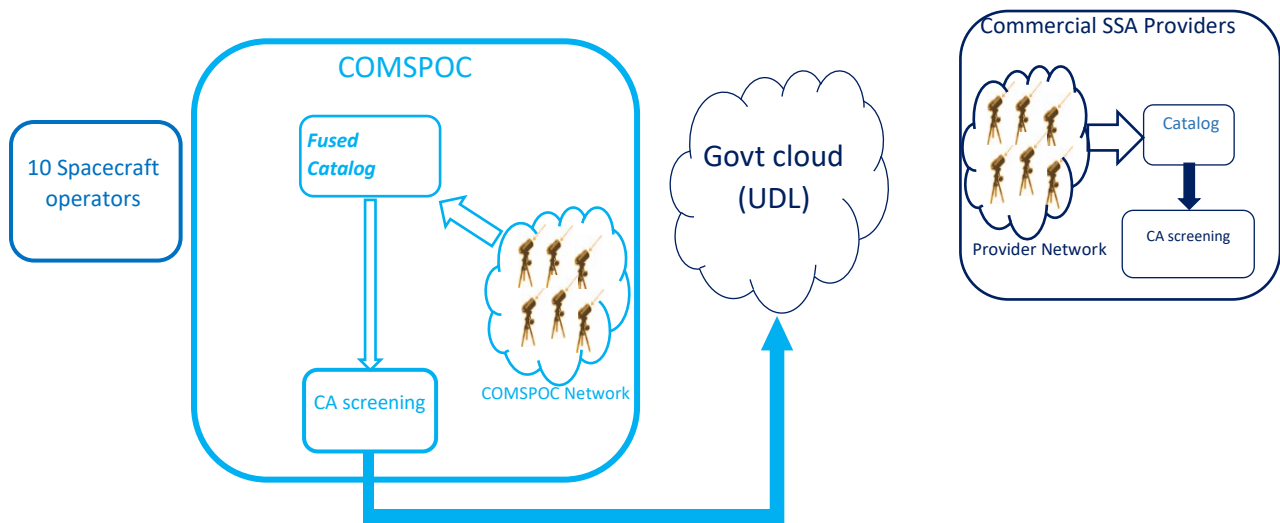 10 Spacecraft
operators
COMSPOC
Fused
Catalog
CA screening
COMSPOC Network
Govt cloud
(UDL)
Commercial SSA Providers
Catalog
CA screening
Provider Network